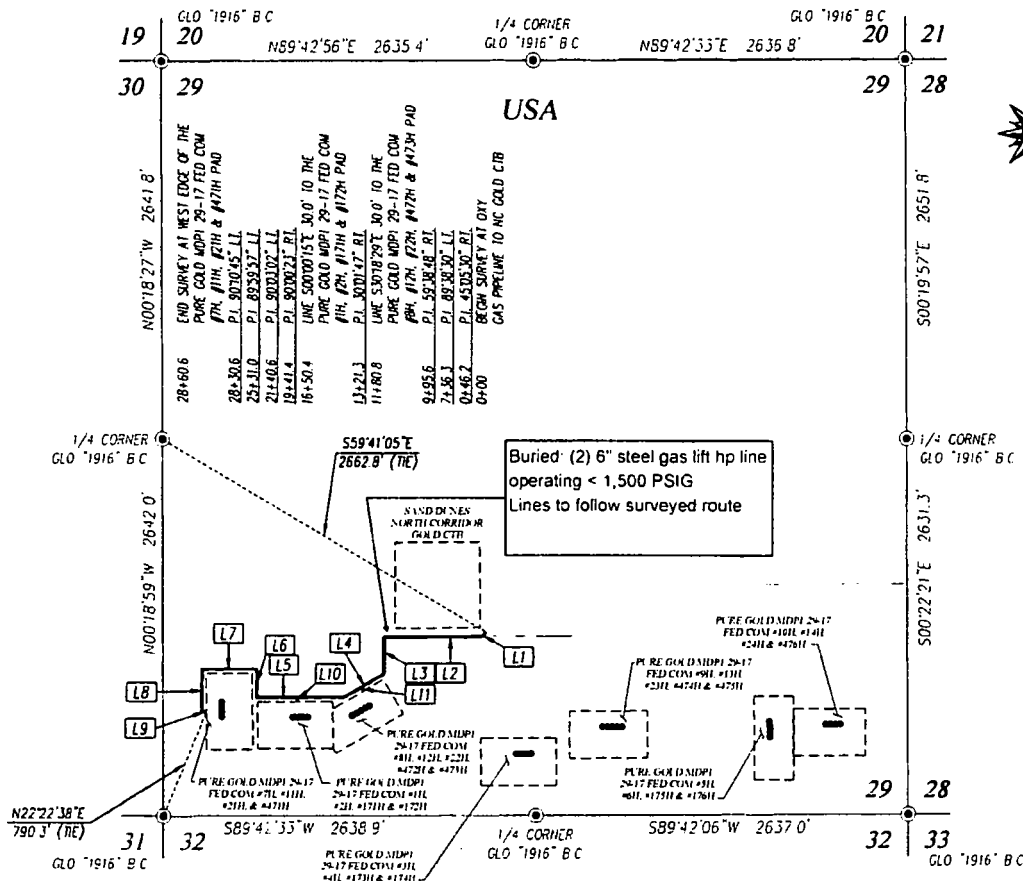 GLO "1916" B C
1/4 CORNER
GLO "1916" B C
GLO "1916" B C
19 20
N89°42'56"E 2635 4'
N89°42'33"E 2636 8'
20 21
30 29
29 28
USA
N00°18'27"W 2641 8'
S00°19'57"E 2651.8'
28+60.6 END SURVEY AT WEST EDGE OF THE
PURE GOLD MDP1 29-17 FED COM
#7H, #11H, #21H & #471H PAD
28+30.6 P.I. 90°10'45" LT.
25+31.0 P.I. 89°59'57" LT.
21+40.6 P.I. 90°03'02" LT.
19+41.4 P.I. 90°00'23" RT.
16+50.4 LINE S00°00'15"E 30.0' TO THE
PURE GOLD MDP1 29-17 FED COM
#1H, #2H, #171H & #172H PAD
13+21.3 P.I. 30°01'47" RT.
11+80.8 LINE S30°18'29"E 30.0' TO THE
PURE GOLD MDP1 29-17 FED COM
#8H, #12H, #22H, #472H & #473H PAD
9+95.6 P.I. 59°38'48" RT.
7+36.3 P.I. 89°38'30" LT.
0+46.2 P.I. 45°05'30" RT.
0+00 BEGIN SURVEY AT OXY
GAS PIPELINE TO NC GOLD CTB
1/4 CORNER
GLO "1916" B C
1/4 CORNER
GLO "1916" B C
S59°41'05"E
2662.8' (TIE)
Buried: (2) 6" steel gas lift hp line
operating < 1,500 PSIG
Lines to follow surveyed route
SAND DUNES
NORTH CORRIDOR
GOLD CTB
N00°18'59"W 2642 0'
S00°22'21"E 2631.3'
L7
L6
L5
L4
L10
L3
L2
L1
L11
L8
L9
PURE GOLD MDP1 29-17
FED COM #10H, #14H
#24H & #476H
PURE GOLD MDP1 29-17
FED COM #9H, #13H
#23H, #474H & #475H
PURE GOLD MDP1
29-17 FED COM
#8H, #12H, #22H,
#472H & #473H
PURE GOLD MDP1 29-17
FED COM #7H, #11H,
#21H, & #471H
PURE GOLD MDP1
29-17 FED COM #1H,
#2H, #171H & #172H
PURE GOLD MDP1
29-17 FED COM #5H,
#6H, #175H & #176H
N22°22'38"E
790 3' (TIE)
29 28
S89°42'33"W 2638 9'
S89°42'06"W 2637 0'
31 32
32 33
1/4 CORNER
GLO "1916" B C
GLO "1916" B C
GLO "1916" B C
PURE GOLD MDP1
29-17 FED COM #3H,
#4H, #173H & #174H